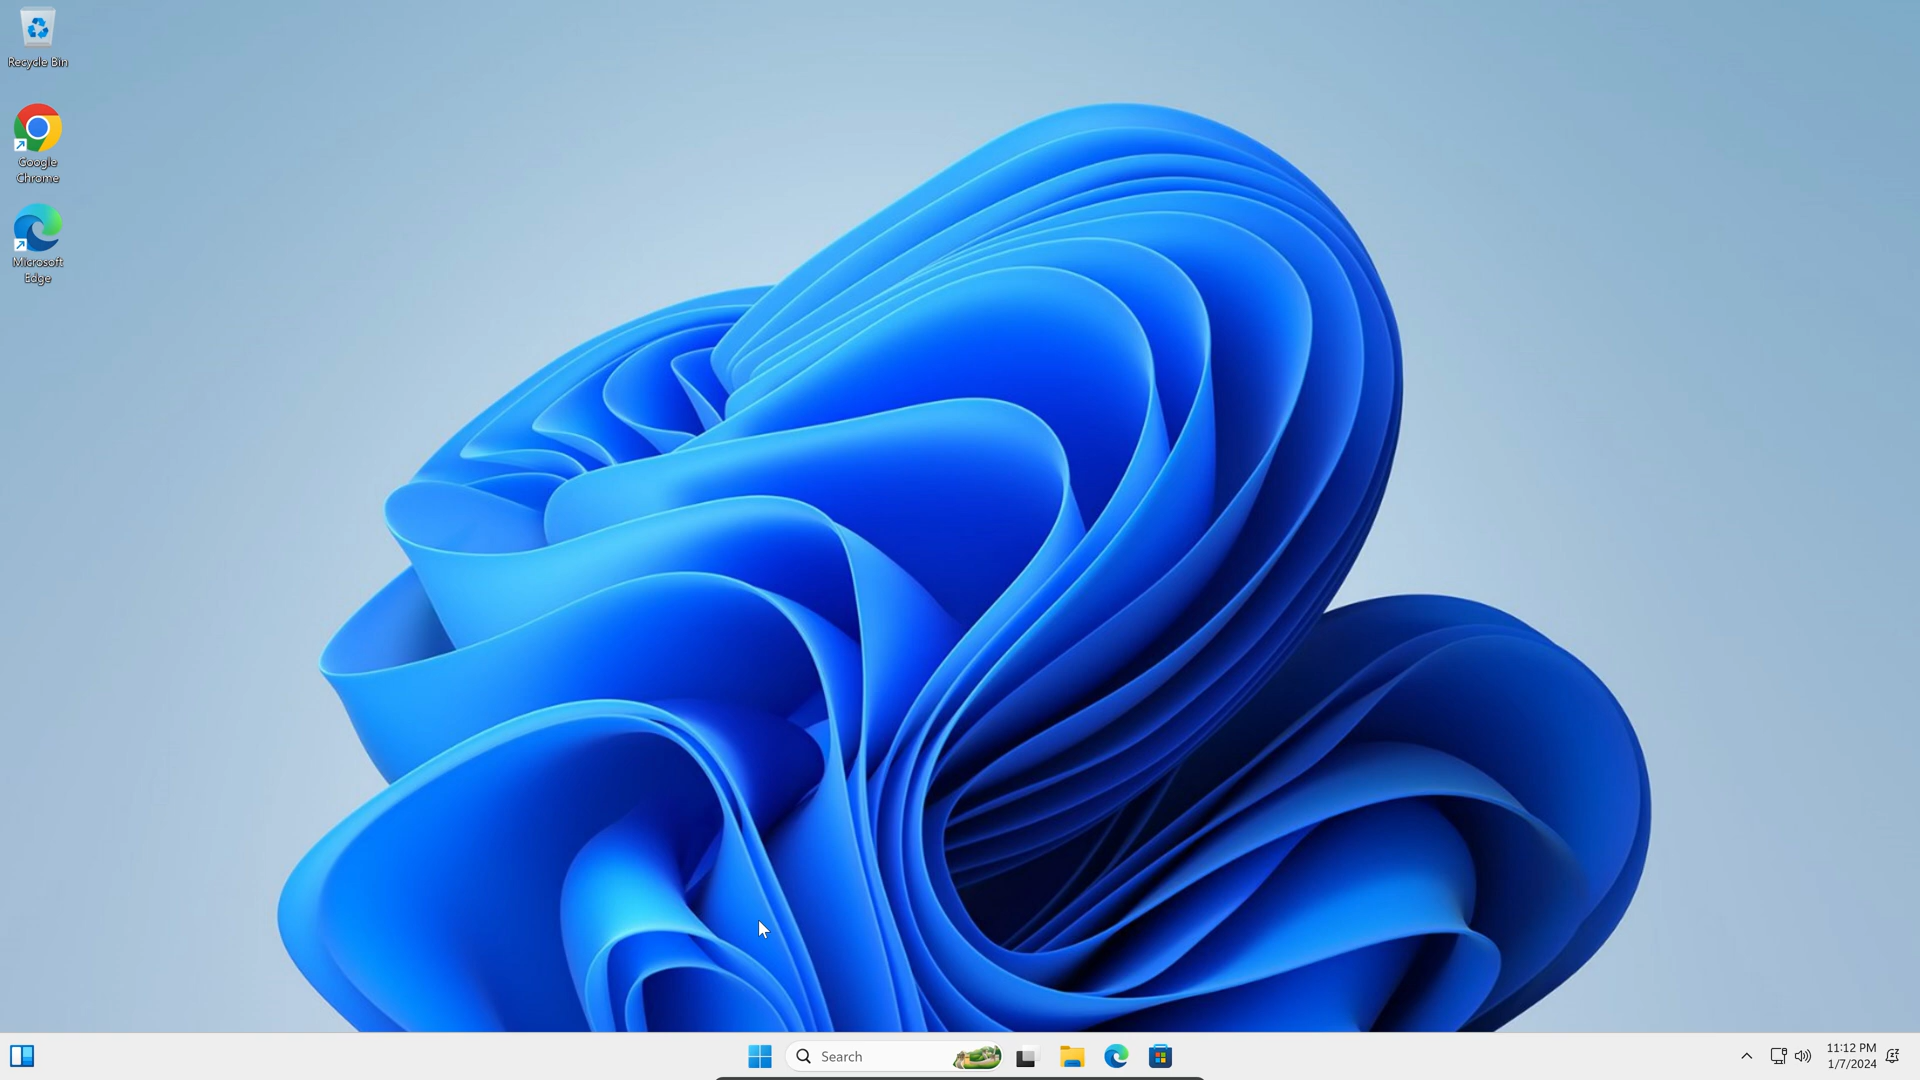 Recycle Bin
Google
Chrome
Microsoft
Edge
Search
11:12 PM
1/7/2024